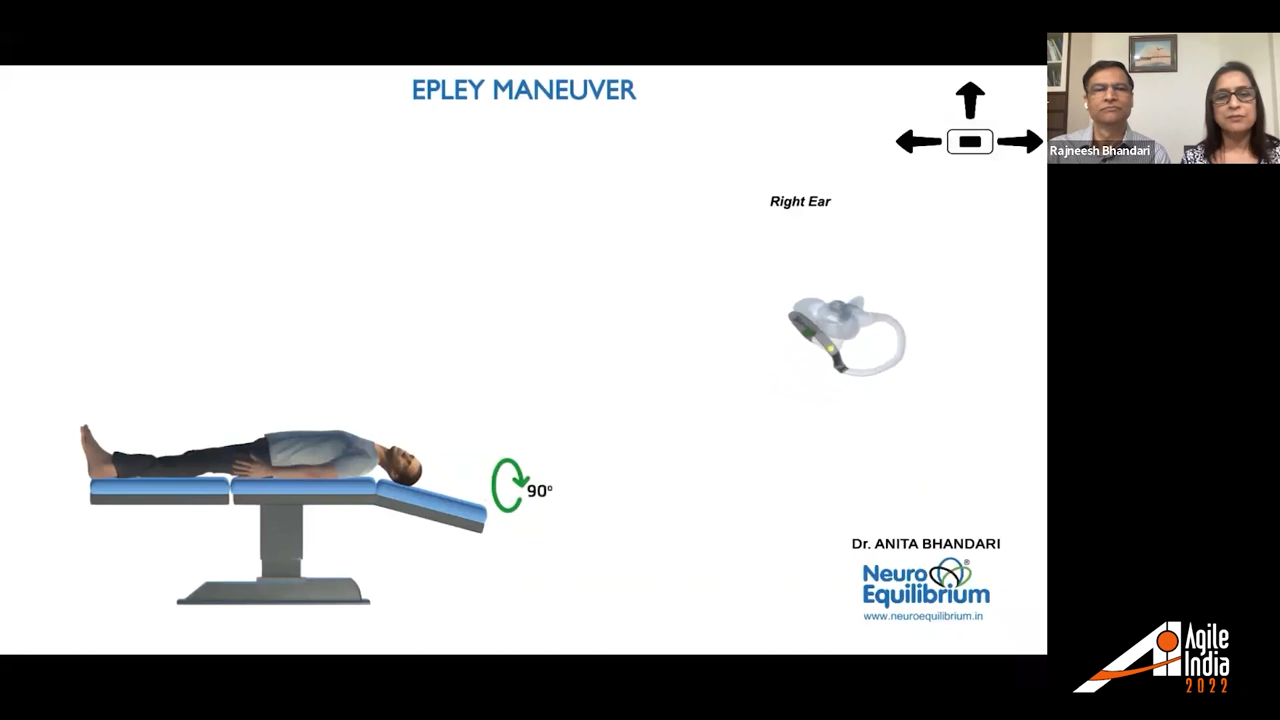 EPLEY MANEUVER
Rajneesh Bhandari
Right Ear
90°
Dr. ANITA BHANDARI
Neuro
Equilibrium
®
www.neuroequilibrium.in
Agile
India
2022